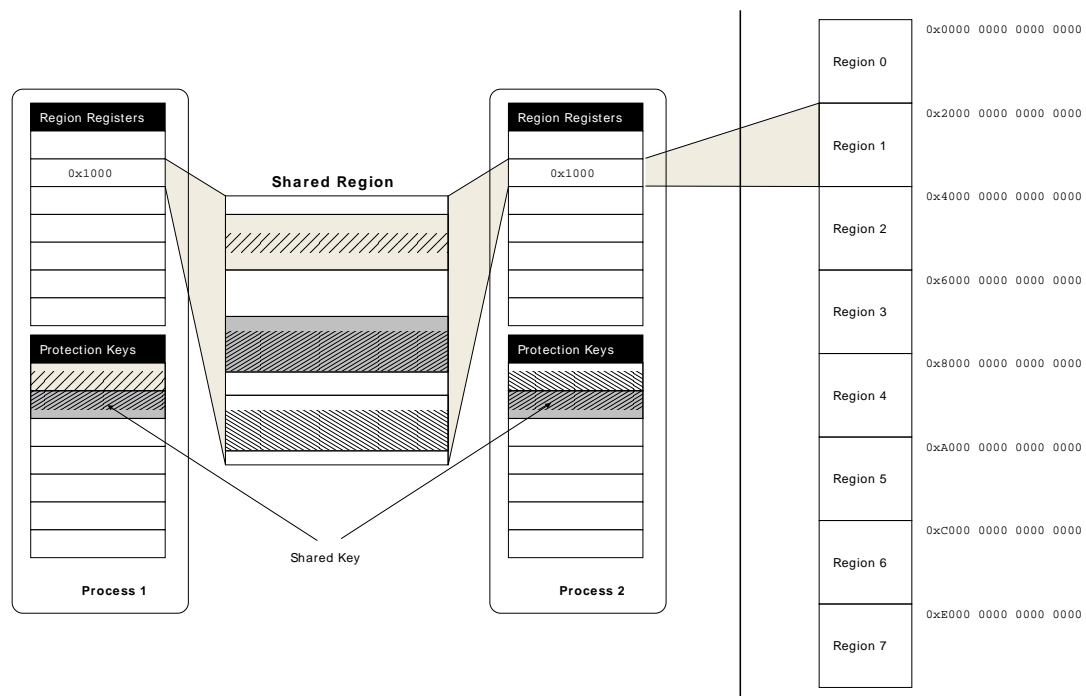 Region Registers
0x1000
Protection Keys
Process 1
Shared Region
Shared Key
Region Registers
0x1000
Protection Keys
Process 2
Region 0
0x0000 0000 0000 0000
Region 1
0x2000 0000 0000 0000
Region 2
0x4000 0000 0000 0000
Region 3
0x6000 0000 0000 0000
Region 4
0x8000 0000 0000 0000
Region 5
0xA000 0000 0000 0000
Region 6
0xC000 0000 0000 0000
Region 7
0xE000 0000 0000 0000